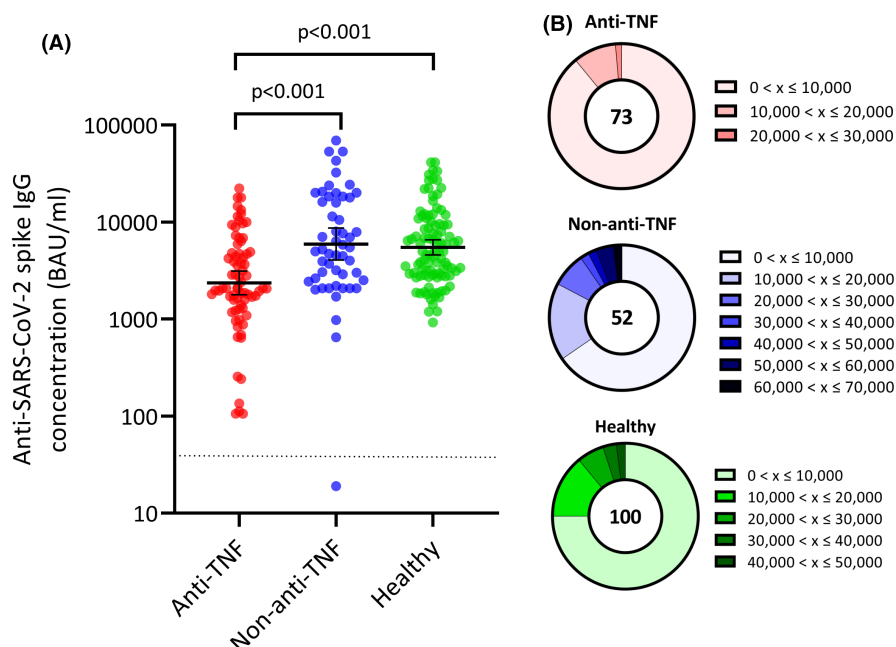 (A)
p<0.001
p<0.001
Anti-SARS-CoV-2 spike IgG
concentration (BAU/ml)
100000
10000
1000
100
10
Anti-TNF
Non-anti-TNF
Healthy
(B)
Anti-TNF
73
0 < x ≤ 10,000
10,000 < x ≤ 20,000
20,000 < x ≤ 30,000
Non-anti-TNF
52
0 < x ≤ 10,000
10,000 < x ≤ 20,000
20,000 < x ≤ 30,000
30,000 < x ≤ 40,000
40,000 < x ≤ 50,000
50,000 < x ≤ 60,000
60,000 < x ≤ 70,000
Healthy
100
0 < x ≤ 10,000
10,000 < x ≤ 20,000
20,000 < x ≤ 30,000
30,000 < x ≤ 40,000
40,000 < x ≤ 50,000